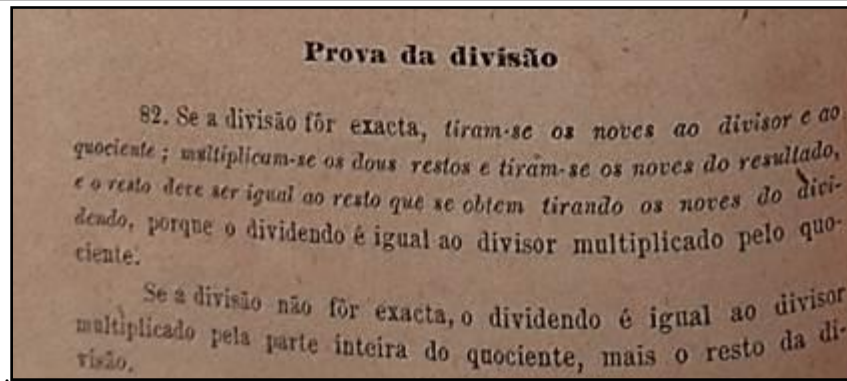 Prova da divisão
82. Se a divisão fôr exacta, tiram-se os noves ao divisor e ao
quociente; multiplicam-se os dous restos e tiram-se os noves do resultado,
e o resto deve ser igual ao resto que se obtem tirando os noves do divi-
dendo, porque o dividendo é igual ao divisor multiplicado pelo quo-
ciente.
Se a divisão não fôr exacta, o dividendo é igual ao divisor
multiplicado pela parte inteira do quociente, mais o resto da di-
visão.